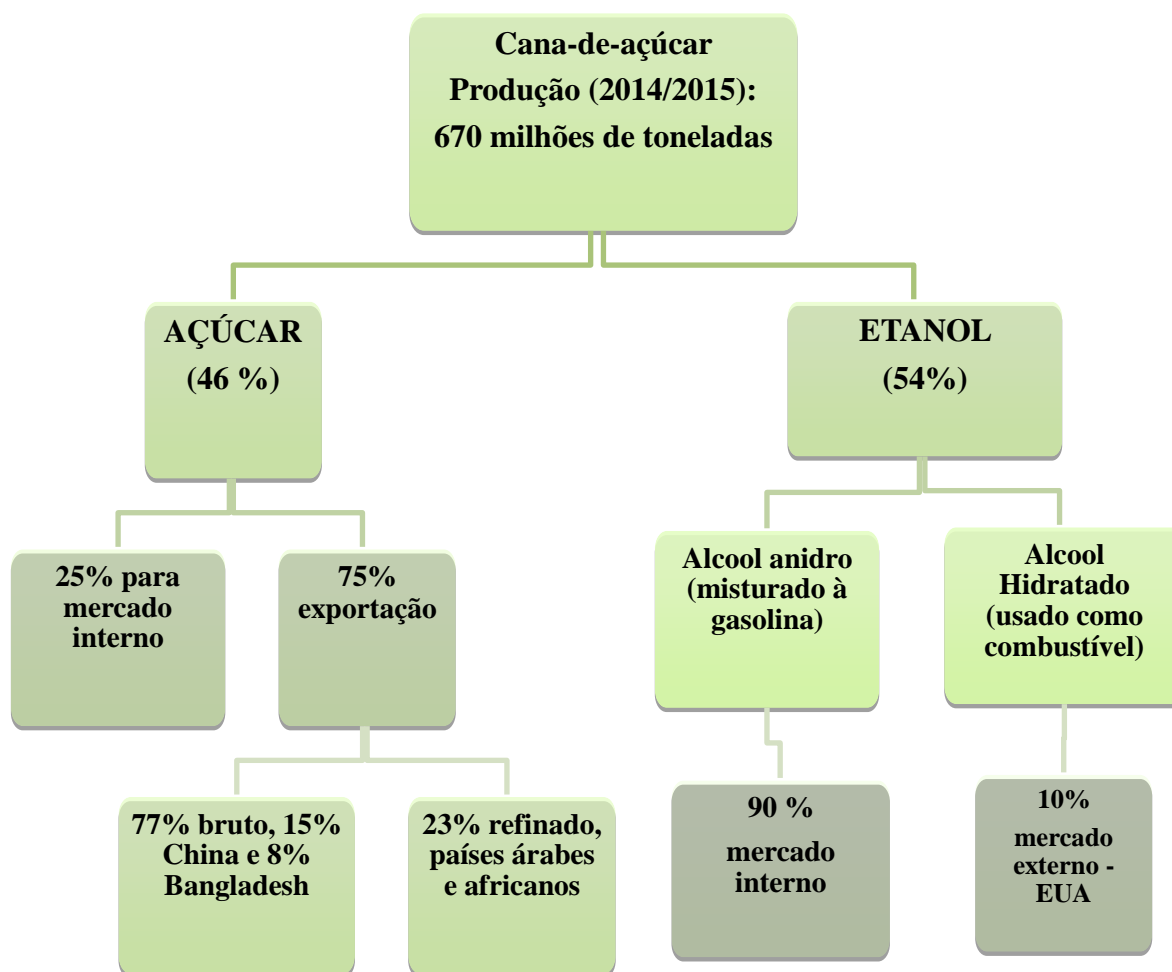 Cana-de-açúcar
Produção (2014/2015):
670 milhões de toneladas
AÇÚCAR
(46 %)
ETANOL
(54%)
25% para
mercado
interno
75%
exportação
Alcool anidro
(misturado à
gasolina)
Alcool
Hidratado
(usado como
combustível)
77% bruto, 15%
China e 8%
Bangladesh
23% refinado,
países árabes
e africanos
90 %
mercado
interno
10%
mercado
externo -
EUA